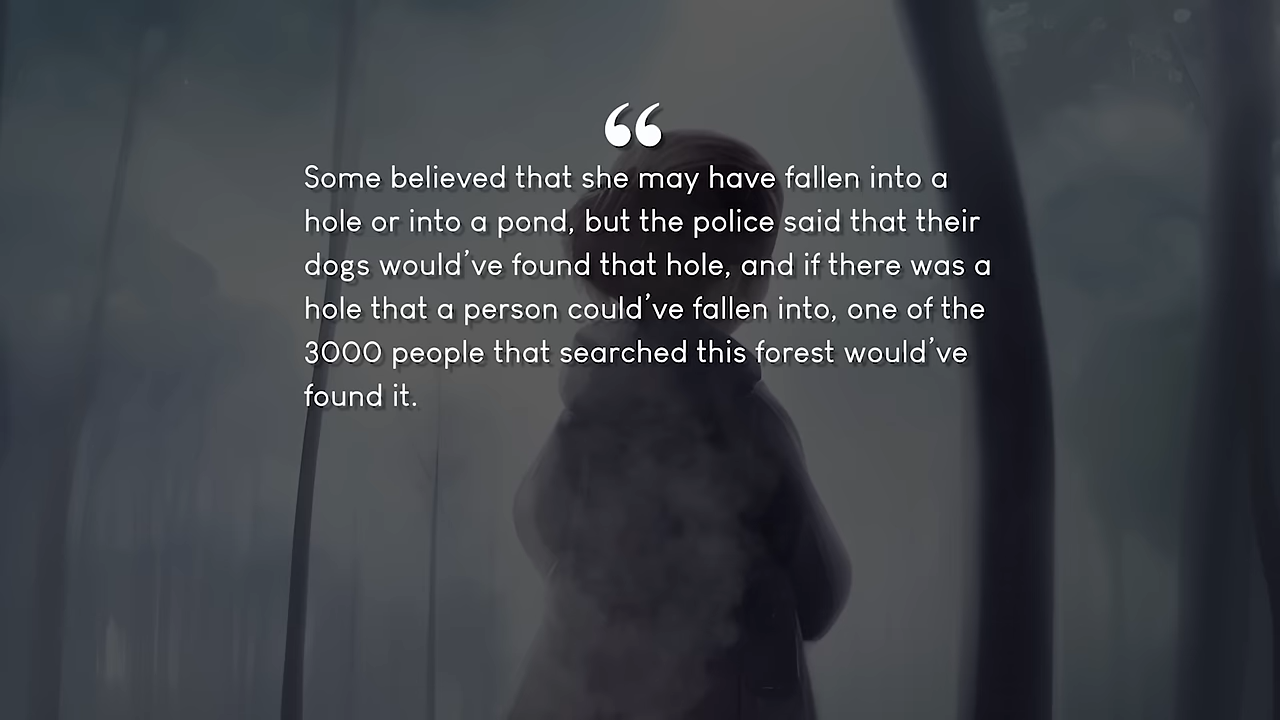 “
Some believed that she may have fallen into a
hole or into a pond, but the police said that their
dogs would’ve found that hole, and if there was a
hole that a person could’ve fallen into, one of the
3000 people that searched this forest would’ve
found it.